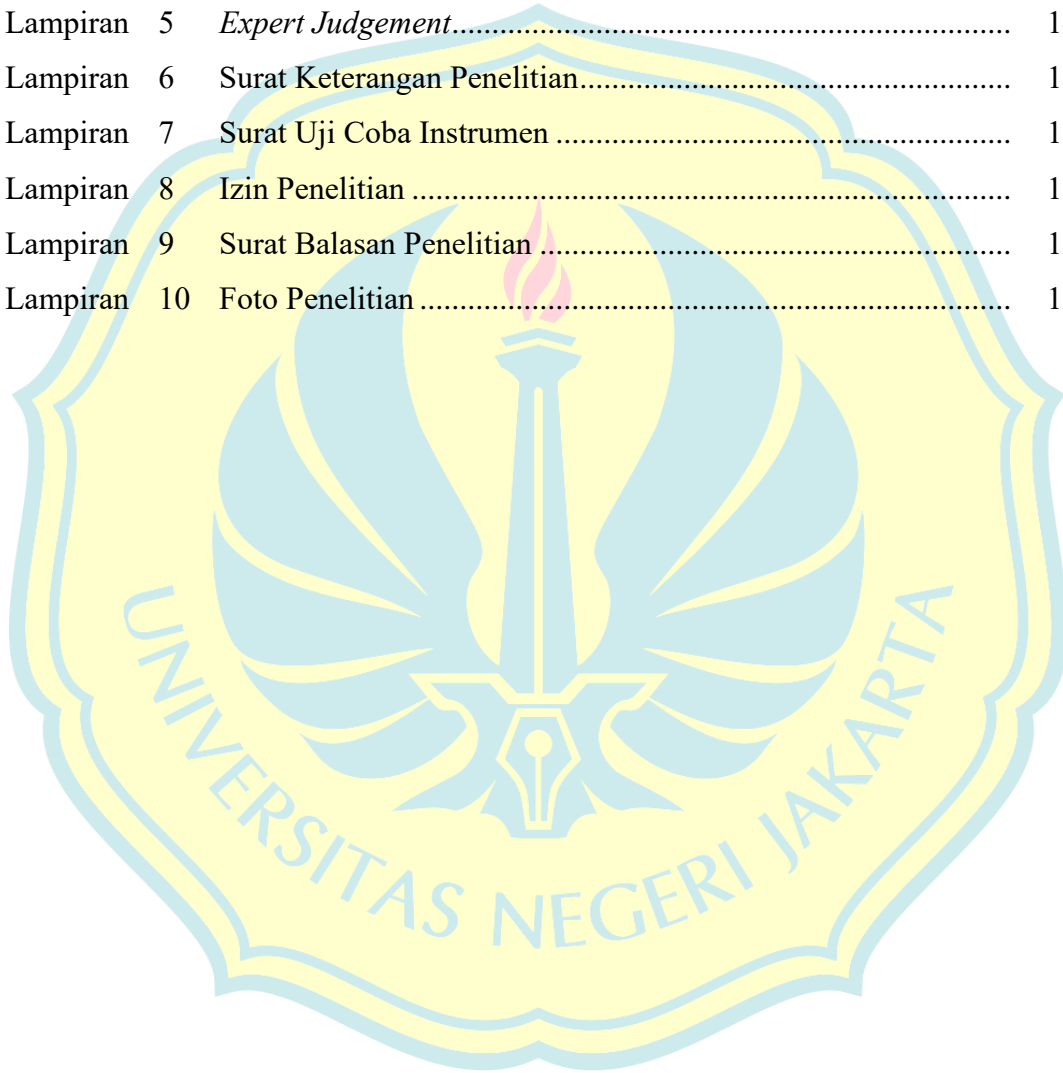 Lampiran 5 Expert Judgement.................................................................... 1
Lampiran 6 Surat Keterangan Penelitian.................................................... 1
Lampiran 7 Surat Uji Coba Instrumen ....................................................... 1
Lampiran 8 Izin Penelitian ......................................................................... 1
Lampiran 9 Surat Balasan Penelitian ......................................................... 1
Lampiran 10 Foto Penelitian ........................................................................ 1
UNIVERSITAS NEGERI JAKARTA